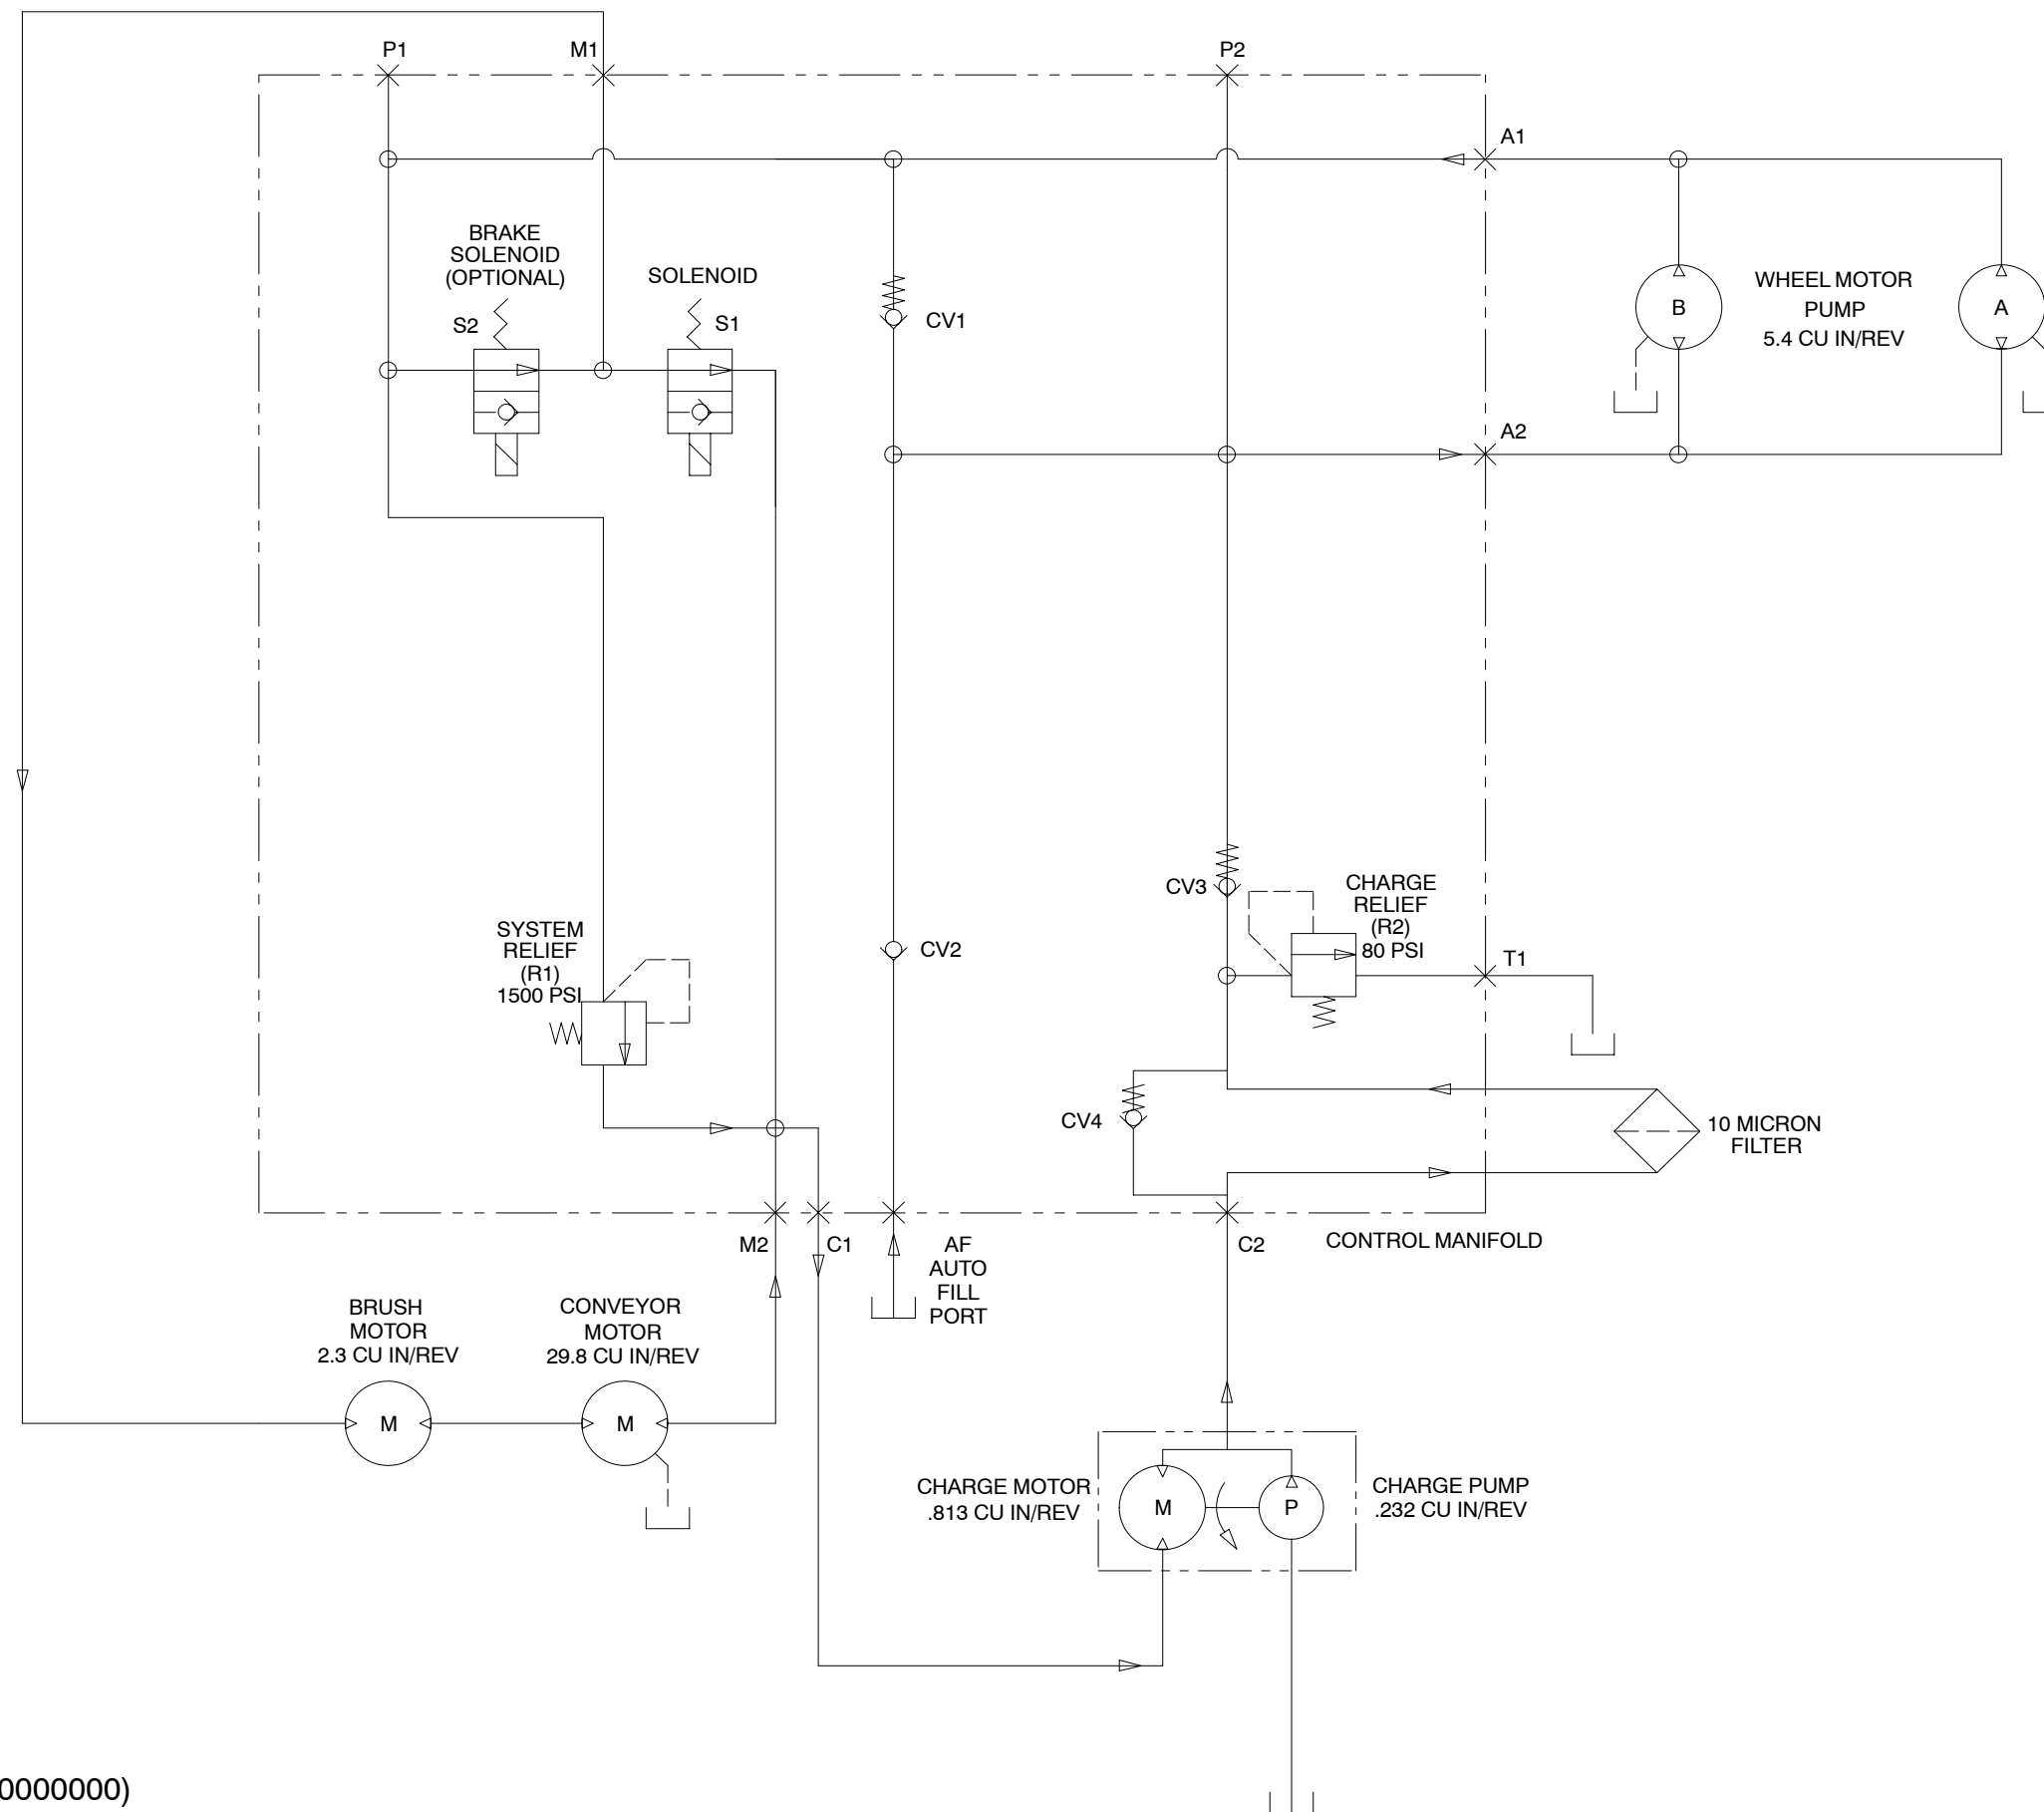 P1
M1
P2
A1
BRAKE
SOLENOID
(OPTIONAL)
SOLENOID
S2
S1
CV1
B
WHEEL MOTOR
PUMP
5.4 CU IN/REV
A
A2
CV3
CHARGE
RELIEF
(R2)
80 PSI
SYSTEM
RELIEF
(R1)
1500 PSI
CV2
T1
CV4
10 MICRON
FILTER
M2
C1
AF
AUTO
FILL
PORT
C2
CONTROL MANIFOLD
BRUSH
MOTOR
2.3 CU IN/REV
CONVEYOR
MOTOR
29.8 CU IN/REV
M
M
CHARGE MOTOR
.813 CU IN/REV
M
P
CHARGE PUMP
.232 CU IN/REV
0000000)